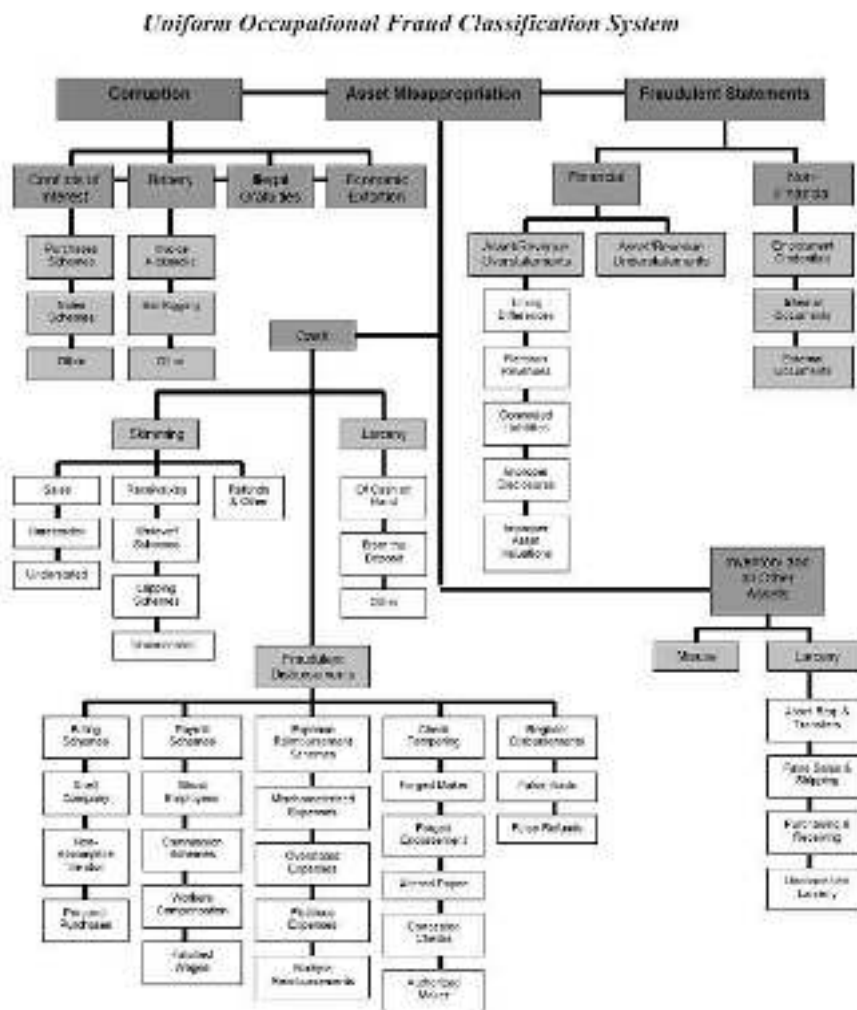 Uniform Occupational Fraud Classification System
Corruption
Asset Misappropriation
Fraudulent Statements
Conflicts of
Interest
Bribery
Illegal
Gratuities
Economic
Extortion
Financial
Non-
Financial
Purchases
Schemes
Invoice
Kickbacks
Asset/Revenue
Overstatements
Asset/Revenue
Understatements
Employment
Credentials
Sales
Schemes
Bid Rigging
Timing
Differences
Internal
Documents
Other
Other
Cash
Fictitious
Revenues
External
Documents
Concealed
Liabilities
Skimming
Larceny
Improper
Disclosures
Sales
Receivables
Refunds
& Other
Of Cash on
Hand
Improper
Asset
Valuations
Unrecorded
Write-off
Schemes
From the
Deposit
Understated
Lapping
Schemes
Other
Unconcealed
Inventory and
all Other
Assets
Fraudulent
Disbursements
Misuse
Larceny
Billing
Schemes
Payroll
Schemes
Expense
Reimbursement
Schemes
Check
Tampering
Register
Disbursements
Asset Req. &
Transfers
Shell
Company
Ghost
Employees
Mischaracterized
Expenses
Forged Maker
False Voids
False Sales &
Shipping
Non-
Accomplice
Vendor
Commission
Schemes
Overstated
Expenses
Forged
Endorsement
False Refunds
Purchasing &
Receiving
Personal
Purchases
Workers
Compensation
Fictitious
Expenses
Altered Payee
Unconcealed
Larceny
Falsified
Wages
Multiple
Reimbursements
Concealed
Checks
Authorized
Maker